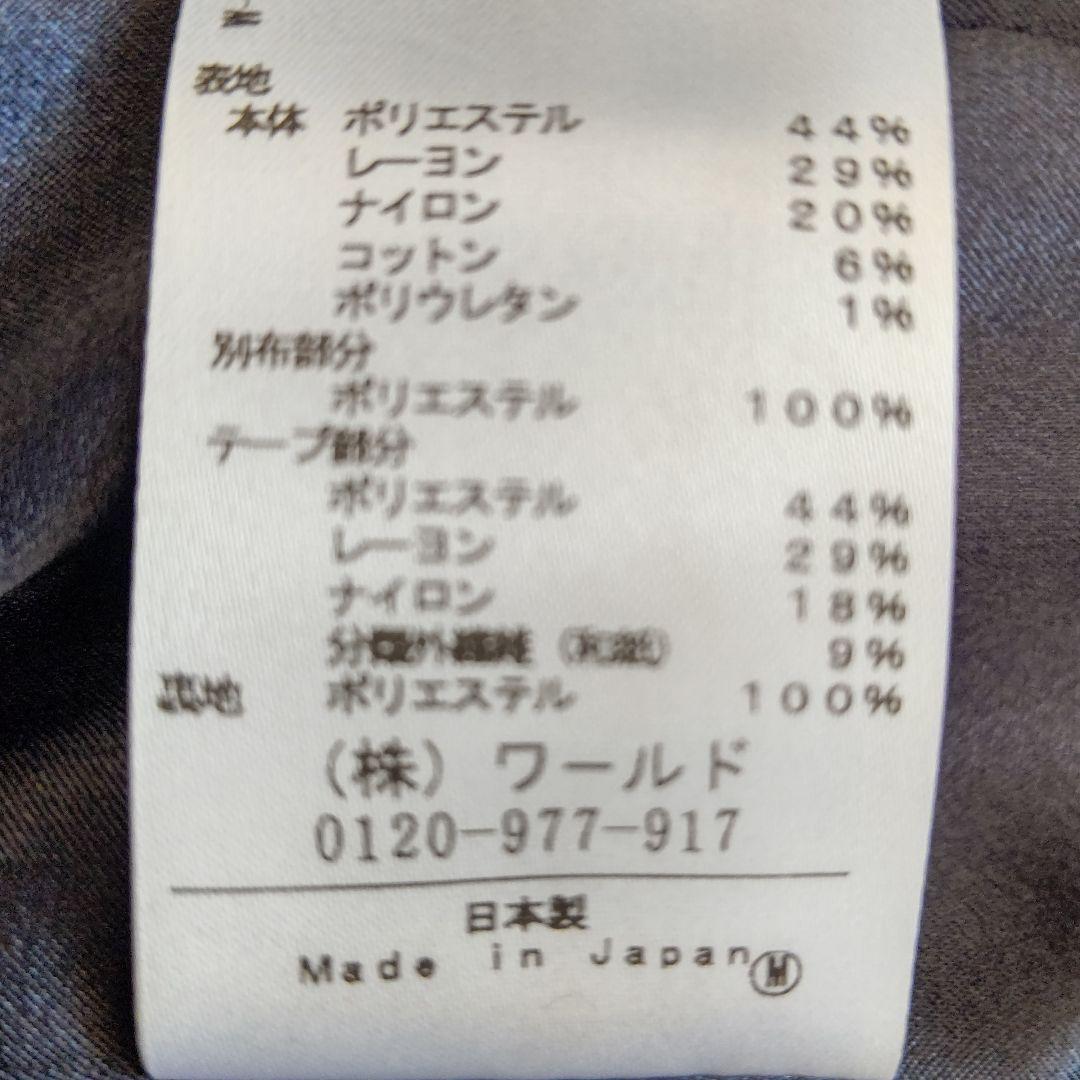 表地
本体 ポリエステル 44%
レーヨン 29%
ナイロン 20%
コットン 6%
ポリウレタン 1%
別布部分
ポリエステル 100%
テープ部分
ポリエステル 44%
レーヨン 29%
ナイロン 18%
分類外繊維（和紙） 9%
裏地 ポリエステル 100%
（株）ワールド
0120-977-917
日本製
Made in Japan Ⓜ